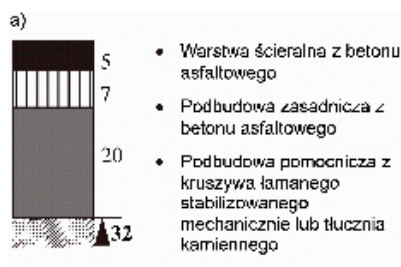 a)
5
7
20
32
• Warstwa ścieralna z betonu
asfaltowego
• Podbudowa zasadnicza z
betonu asfaltowego
• Podbudowa pomocnicza z
kruszywa łamanego
stabilizowanego
mechanicznie lub tłucznia
kamiennego